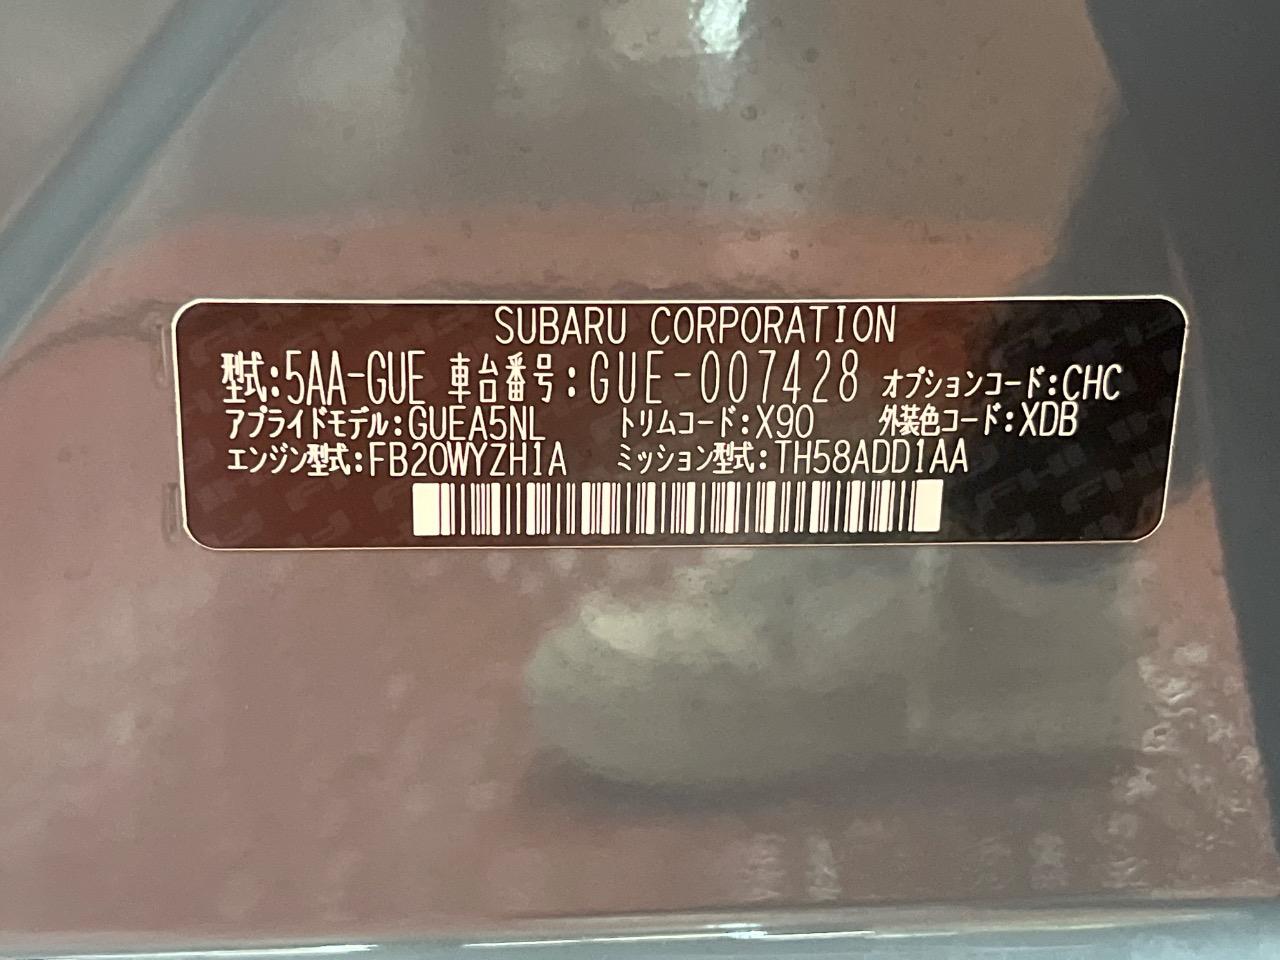 SUBARU CORPORATION
型式:5AA-GUE 車台番号:GUE-007428 オプションコード:CHC
アプライドモデル:GUEA5NL トリムコード:X90 外装色コード:XDB
エンジン型式:FB20WYZH1A ミッション型式:TH58ADD1AA